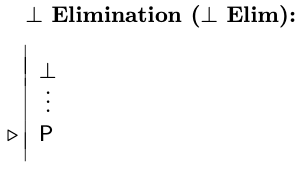 ⊥ Elimination (⊥ Elim):
⊥
⋮
▷ P